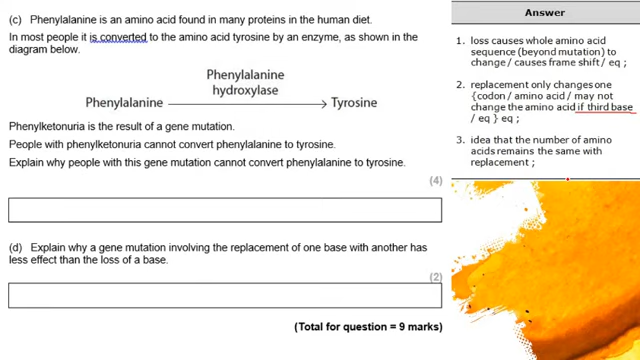 (c) Phenylalanine is an amino acid found in many proteins in the human diet.
In most people it is converted to the amino acid tyrosine by an enzyme, as shown in the
diagram below.
Phenylalanine
hydroxylase
Phenylalanine
Tyrosine
Phenylketonuria is the result of a gene mutation.
People with phenylketonuria cannot convert phenylalanine to tyrosine.
Explain why people with this gene mutation cannot convert phenylalanine to tyrosine.
(4)
(d) Explain why a gene mutation involving the replacement of one base with another has
less effect than the loss of a base.
(2)
(Total for question = 9 marks)
Answer
1. loss causes whole amino acid
sequence (beyond mutation) to
change / causes frame shift / eq ;
2. replacement only changes one
{codon / amino acid / may not
change the amino acid if third base
/ eq } eq ;
3. idea that the number of amino
acids remains the same with
replacement ;